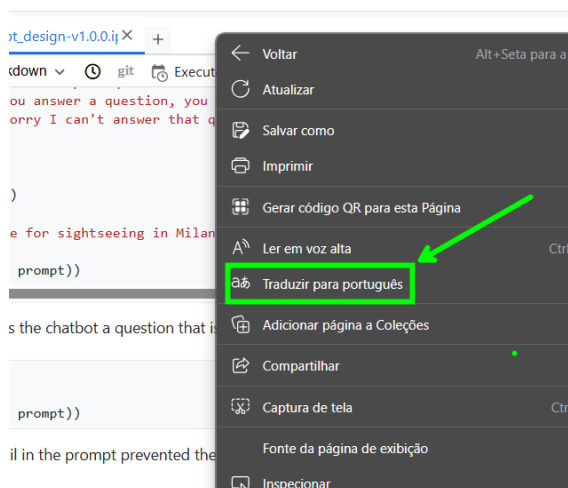 ot_design-v1.0.0.ip
kdown
git
Execut
ou answer a question, you
orry I can't answer that q
)
e for sightseeing in Milan
prompt))
s the chatbot a question that is
prompt))
il in the prompt prevented the
Voltar Alt+Seta para a
Atualizar
Salvar como
Imprimir
Gerar código QR para esta Página
Ler em voz alta Ctrl
Traduzir para português
Adicionar página a Coleções
Compartilhar
Captura de tela Ctr
Fonte da página de exibição
Inspecionar